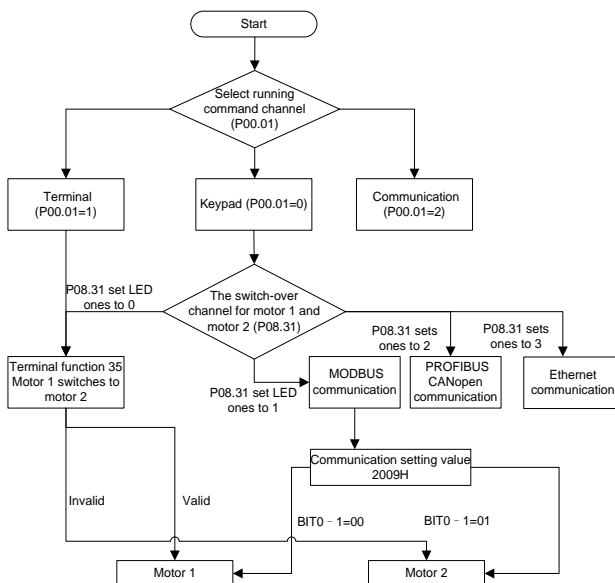 Start
Select running
command channel
(P00.01)
Terminal
(P00.01=1)
Keypad (P00.01=0)
Communication
(P00.01=2)
P08.31 set LED
ones to 0
The switch-over
channel for motor 1 and
motor 2 (P08.31)
P08.31 sets
ones to 2
P08.31 sets
ones to 3
Terminal function 35
Motor 1 switches to
motor 2
P08.31 set LED
ones to 1
MODBUS
communication
PROFIBUS
CANopen
communication
Ethernet
communication
Communication setting value
2009H
Invalid
Valid
BIT0﹣1=00
BIT0﹣1=01
Motor 1
Motor 2